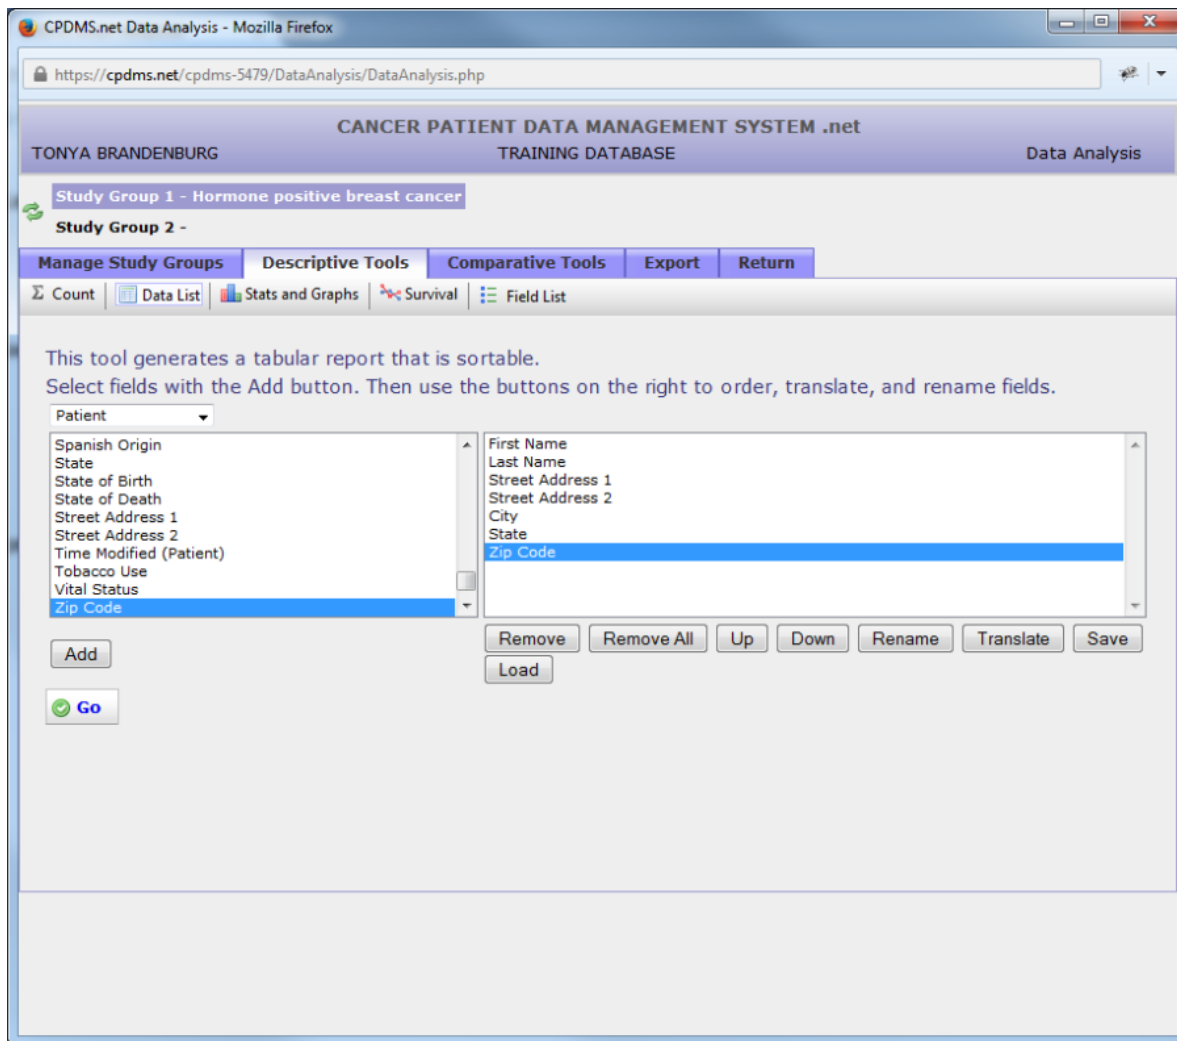 CPDMS.net Data Analysis - Mozilla Firefox
https://cpdms.net/cpdms-5479/DataAnalysis/DataAnalysis.php
CANCER PATIENT DATA MANAGEMENT SYSTEM .net
TONYA BRANDENBURG TRAINING DATABASE Data Analysis
Study Group 1 - Hormone positive breast cancer
Study Group 2 -
Manage Study Groups Descriptive Tools Comparative Tools Export Return
Σ Count Data List Stats and Graphs Survival Field List
This tool generates a tabular report that is sortable.
Select fields with the Add button. Then use the buttons on the right to order, translate, and rename fields.
Patient
Spanish Origin
State
State of Birth
State of Death
Street Address 1
Street Address 2
Time Modified (Patient)
Tobacco Use
Vital Status
Zip Code
Add
Go
First Name
Last Name
Street Address 1
Street Address 2
City
State
Zip Code
Remove Remove All Up Down Rename Translate Save
Load